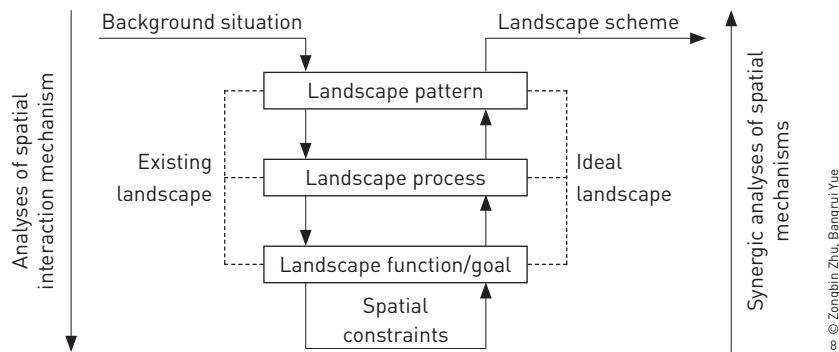 Background situation
Landscape scheme
Analyses of spatial
interaction mechanism
Landscape pattern
Existing
landscape
Landscape process
Ideal
landscape
Landscape function/goal
Spatial
constraints
Synergic analyses of spatial
mechanisms
8 © Zongbin Zhu, Bangrui Yue